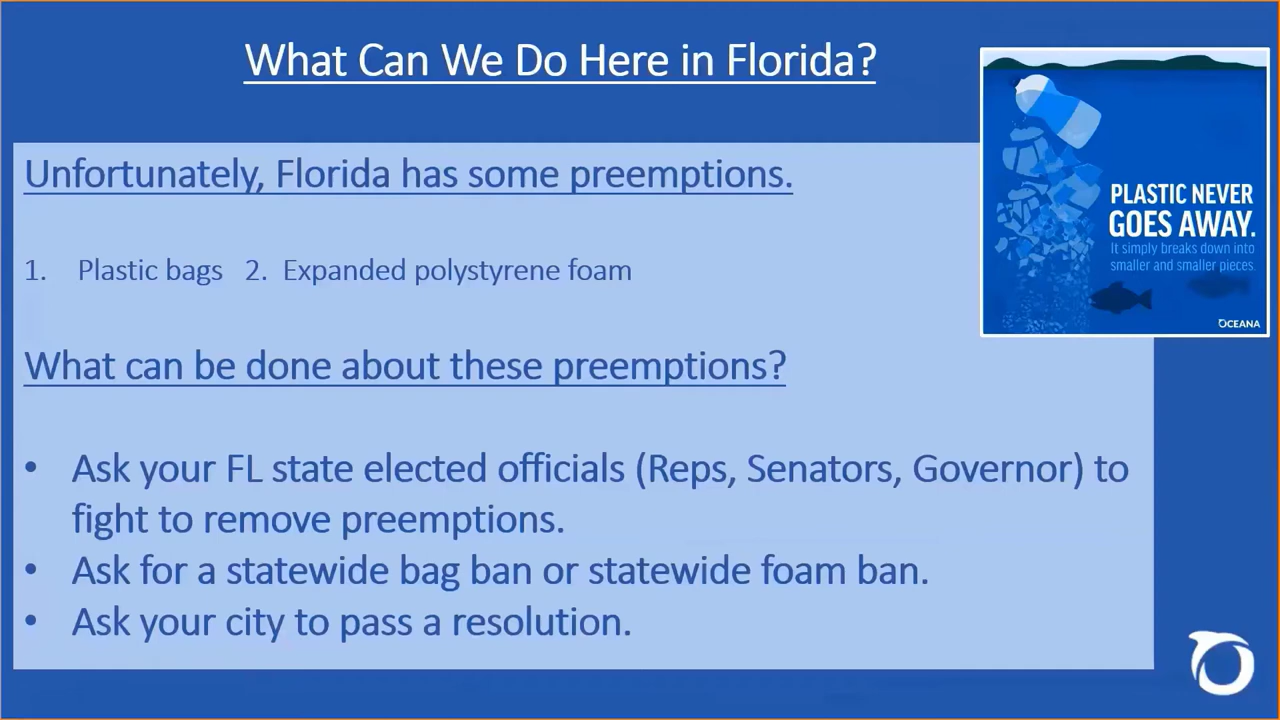 What Can We Do Here in Florida?
Unfortunately, Florida has some preemptions.
1. Plastic bags 2. Expanded polystyrene foam
What can be done about these preemptions?
• Ask your FL state elected officials (Reps, Senators, Governor) to
fight to remove preemptions.
• Ask for a statewide bag ban or statewide foam ban.
• Ask your city to pass a resolution.
PLASTIC NEVER
GOES AWAY.
It simply breaks down into
smaller and smaller pieces.
OCEANA